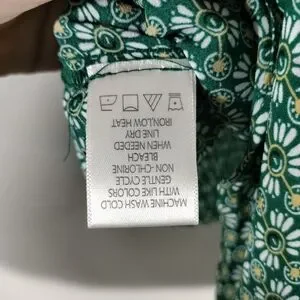 MACHINE WASH COLD
WITH LIKE COLORS
GENTLE CYCLE
NON-CHLORINE
BLEACH
WHEN NEEDED
LINE DRY
IRON,LOW HEAT